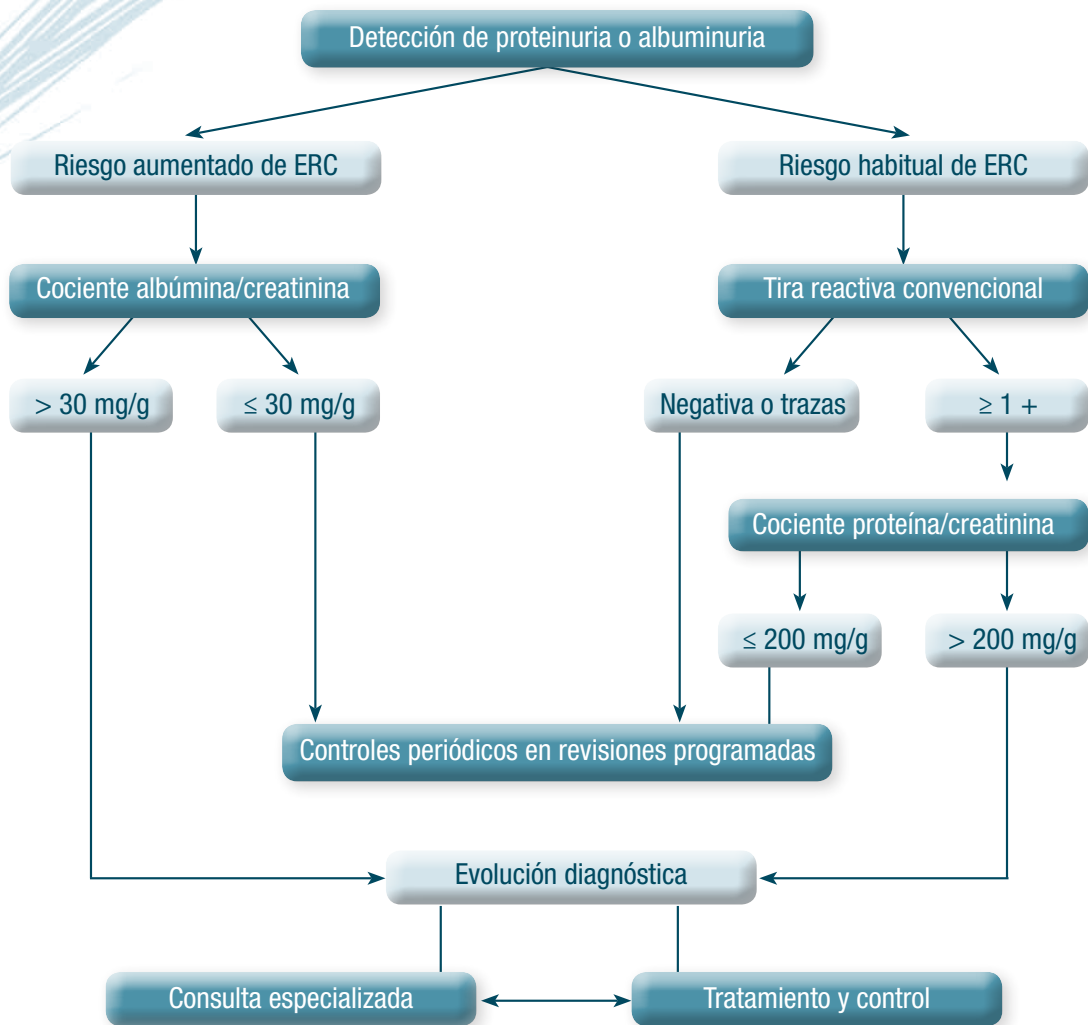 Detección de proteinuria o albuminuria
Riesgo aumentado de ERC
Riesgo habitual de ERC
Cociente albúmina/creatinina
Tira reactiva convencional
> 30 mg/g
≤ 30 mg/g
Negativa o trazas
≥ 1 +
Cociente proteína/creatinina
≤ 200 mg/g
> 200 mg/g
Controles periódicos en revisiones programadas
Evolución diagnóstica
Consulta especializada
Tratamiento y control